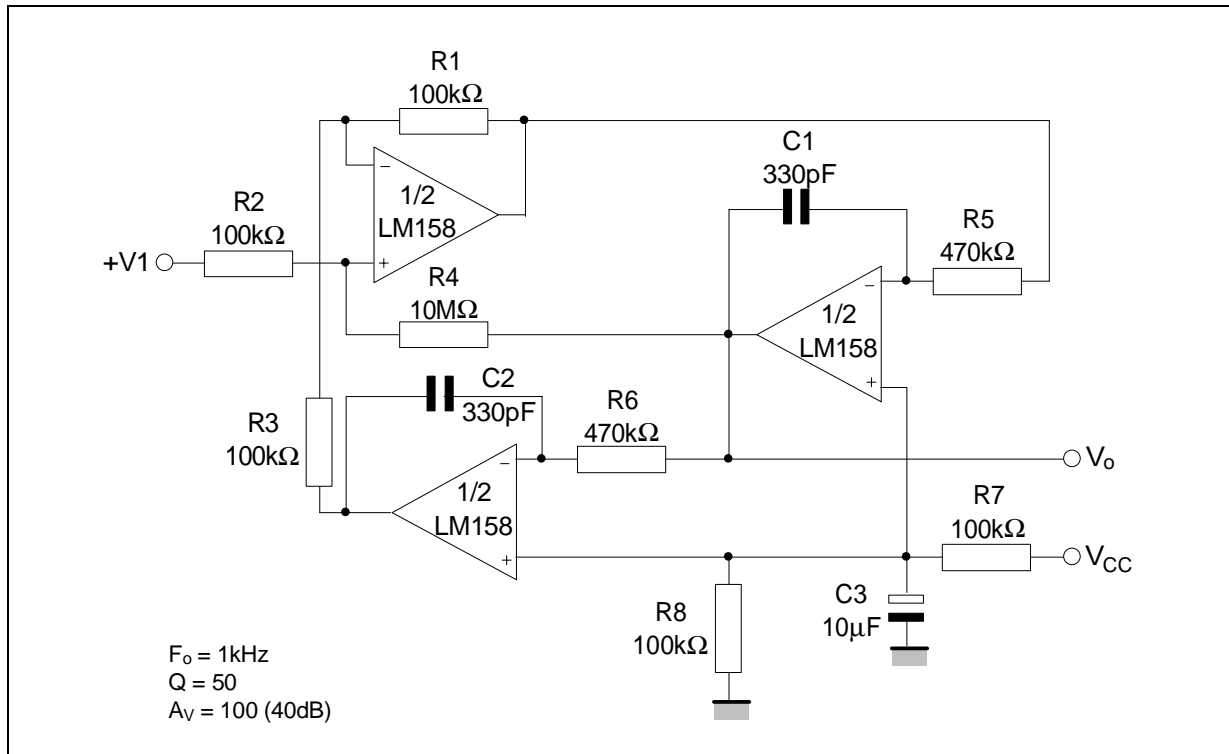 R1
100kΩ
C1
330pF
R2
100kΩ
−
1/2
LM158
+
R5
470kΩ
+V1
R4
10MΩ
−
1/2
LM158
+
C2
330pF
R6
470kΩ
R3
100kΩ
−
1/2
LM158
+
Vo
R7
100kΩ
VCC
R8
100kΩ
C3
10μF
Fo = 1kHz
Q = 50
AV = 100 (40dB)